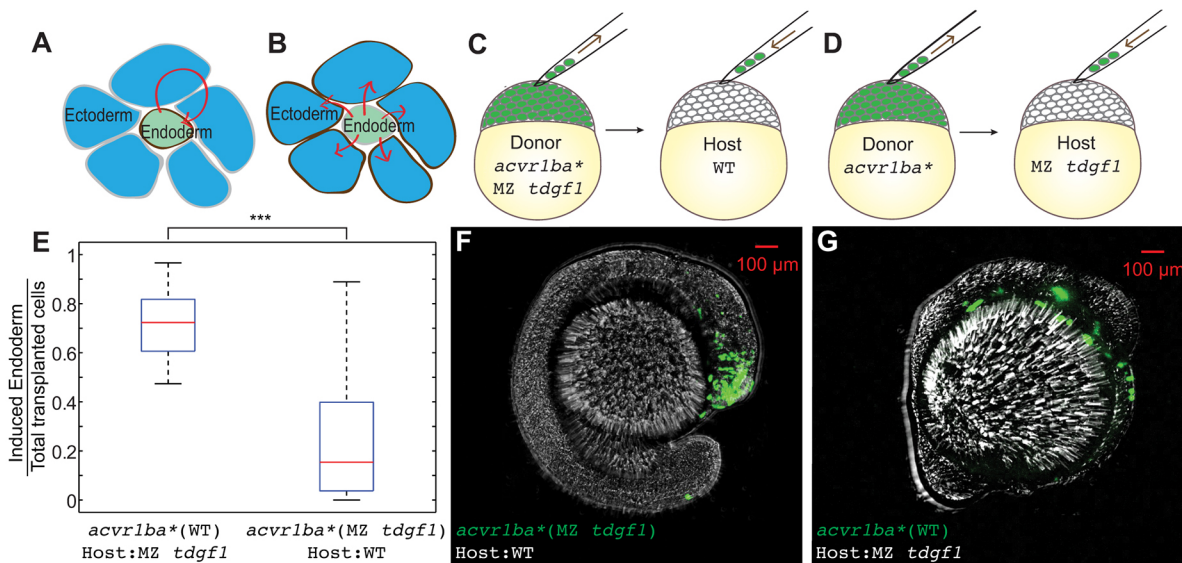 A
Ectoderm
Endoderm
B
Ectoderm
Endoderm
C
Donor
acvr1ba*
MZ tdgf1
Host
WT
D
Donor
acvr1ba*
Host
MZ tdgf1
E
***
Induced Endoderm
Total transplanted cells
1
0.8
0.6
0.4
0.2
0
acvr1ba*(WT)
Host:MZ tdgf1
acvr1ba*(MZ tdgf1)
Host:WT
F
100 µm
acvr1ba*(MZ tdgf1)
Host:WT
G
100 µm
acvr1ba*(WT)
Host:MZ tdgf1